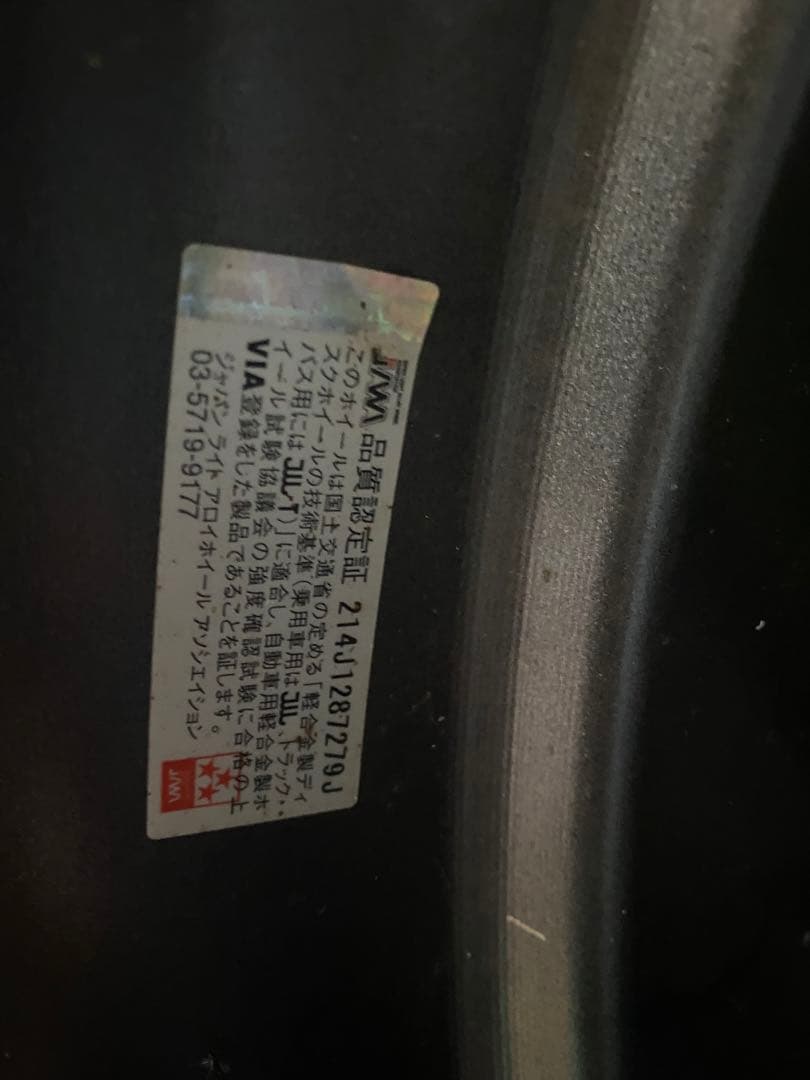 JAWA 品質認定証 214J1287279J
このホイールは国土交通省の定める「軽合金製ディ
スクホイールの技術基準(乗用車用はJWL、トラック・
バス用にはJWL-T)」に適合し、自動車用軽合金製ホ
イール試験協議会の強度確認試験に合格の上
VIA登録をした製品であることを証します。
ジャパン ライト アロイホイール アソシエイション
03-5719-9177
JAWA